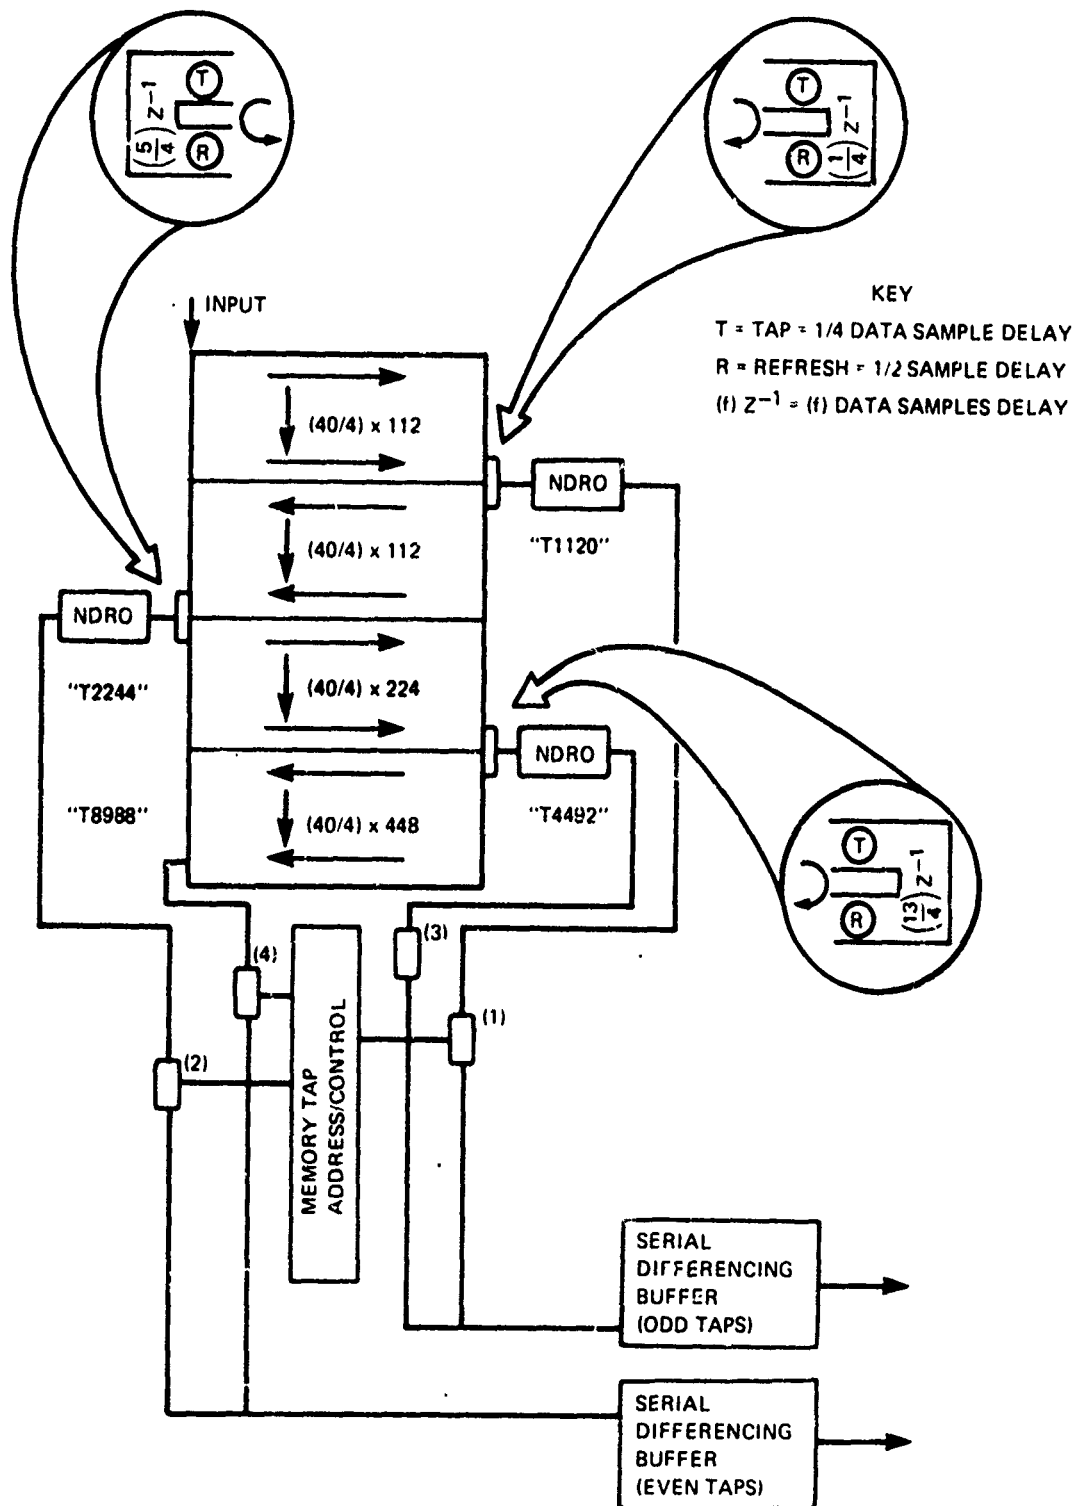 T
(5/4) Z⁻¹
R
T
(1/4) Z⁻¹
R
INPUT
KEY
T = TAP = 1/4 DATA SAMPLE DELAY
R = REFRESH = 1/2 SAMPLE DELAY
(f) Z⁻¹ = (f) DATA SAMPLES DELAY
(40/4) x 112
NDRO
"T1120"
(40/4) x 112
NDRO
"T2244"
(40/4) x 224
NDRO
"T4492"
"T8988"
(40/4) x 448
T
(13/4) Z⁻¹
R
(3)
(4)
(1)
(2)
MEMORY TAP
ADDRESS/CONTROL
SERIAL
DIFFERENCING
BUFFER
(ODD TAPS)
SERIAL
DIFFERENCING
BUFFER
(EVEN TAPS)